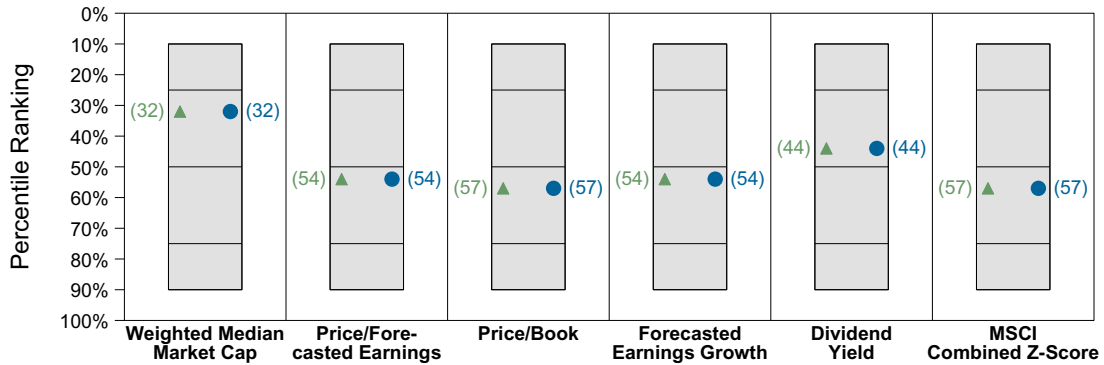 Percentile Ranking
0%
10%
20%
30%
40%
50%
60%
70%
80%
90%
100%
(32)
(32)
(54)
(54)
(57)
(57)
(54)
(54)
(44)
(44)
(57)
(57)
Weighted Median
Market Cap
Price/Fore-
casted Earnings
Price/Book
Forecasted
Earnings Growth
Dividend
Yield
MSCI
Combined Z-Score